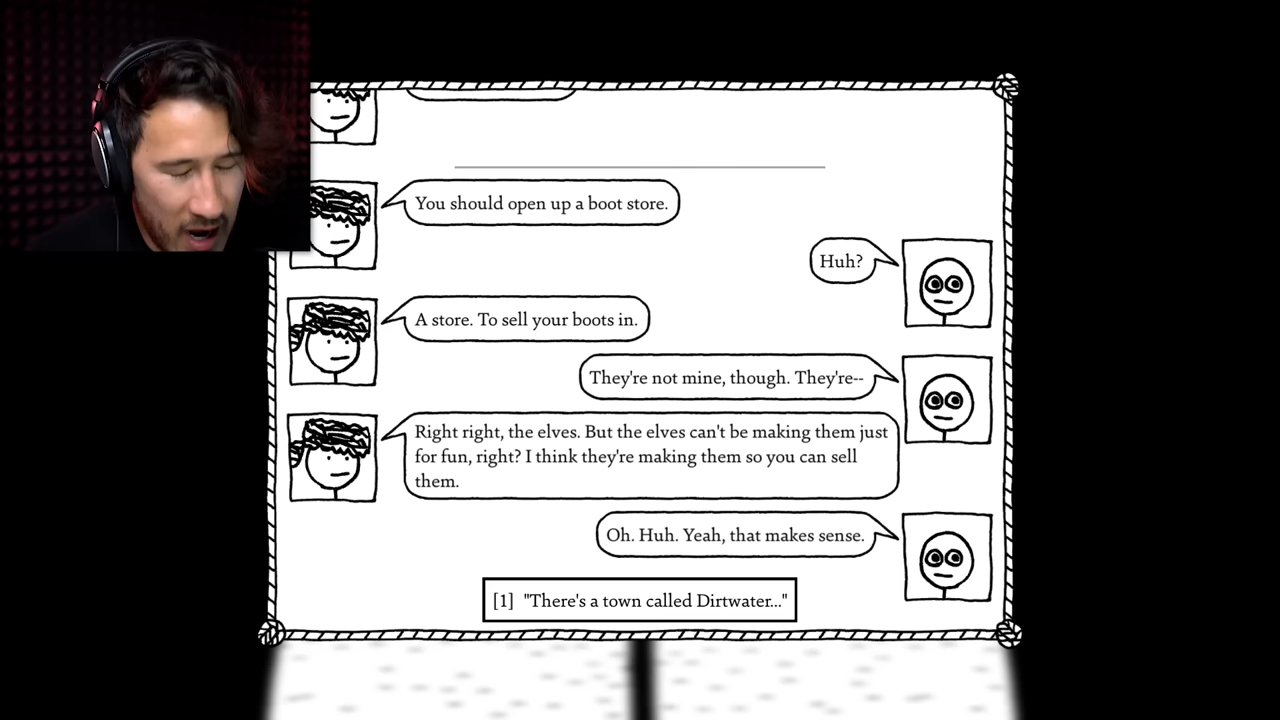 You should open up a boot store.
Huh?
A store. To sell your boots in.
They're not mine, though. They're--
Right right, the elves. But the elves can't be making them just
for fun, right? I think they're making them so you can sell
them.
Oh. Huh. Yeah, that makes sense.
[1] "There's a town called Dirtwater..."